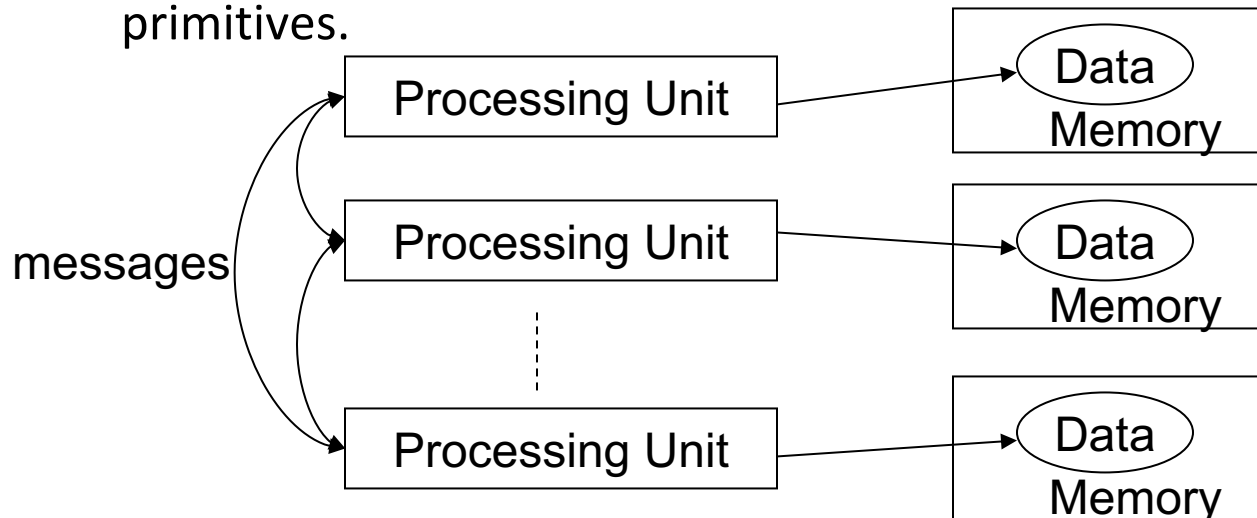 primitives.
Processing Unit
Data
Memory
messages
Processing Unit
Data
Memory
Processing Unit
Data
Memory